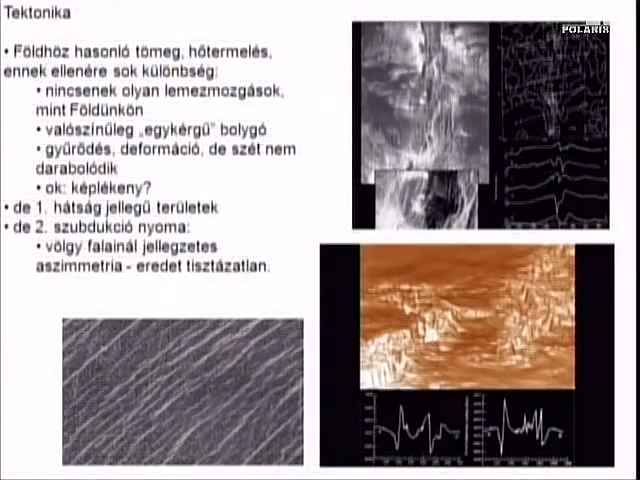 Tektonika
• Földhöz hasonló tömeg, hőtermelés,
ennek ellenére sok különbség:
• nincsenek olyan lemezmozgások,
mint Földünkön
• valószínűleg „egykérgű” bolygó
• gyűrődés, deformáció, de szét nem
darabolódik
• ok: képlékeny?
• de 1. hátság jellegű területek
• de 2. szubdukció nyoma:
• völgy falainál jellegzetes
aszimmetria - eredet tisztázatlan.
POLARIX